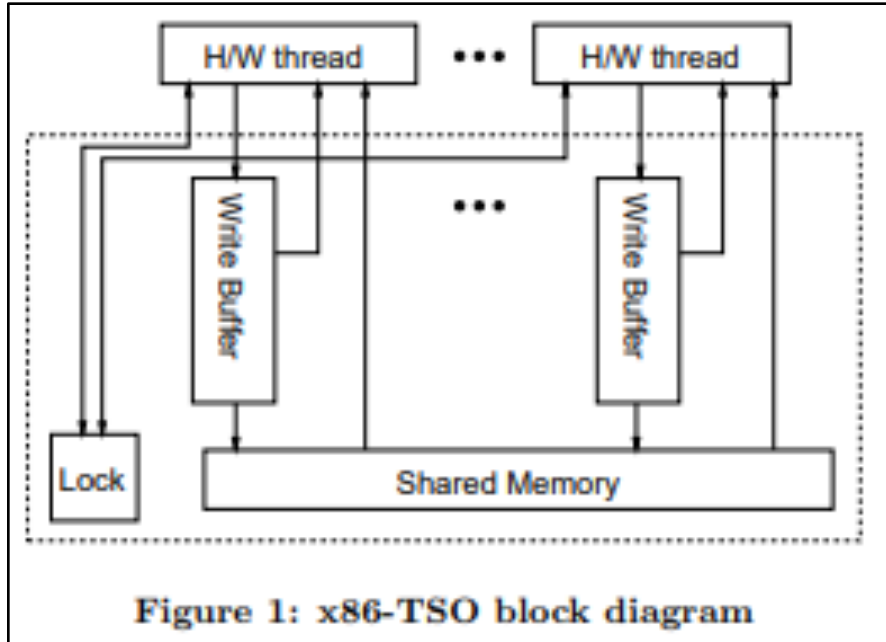 H/W thread
H/W thread
Write Buffer
Write Buffer
Lock
Shared Memory
Figure 1: x86-TSO block diagram